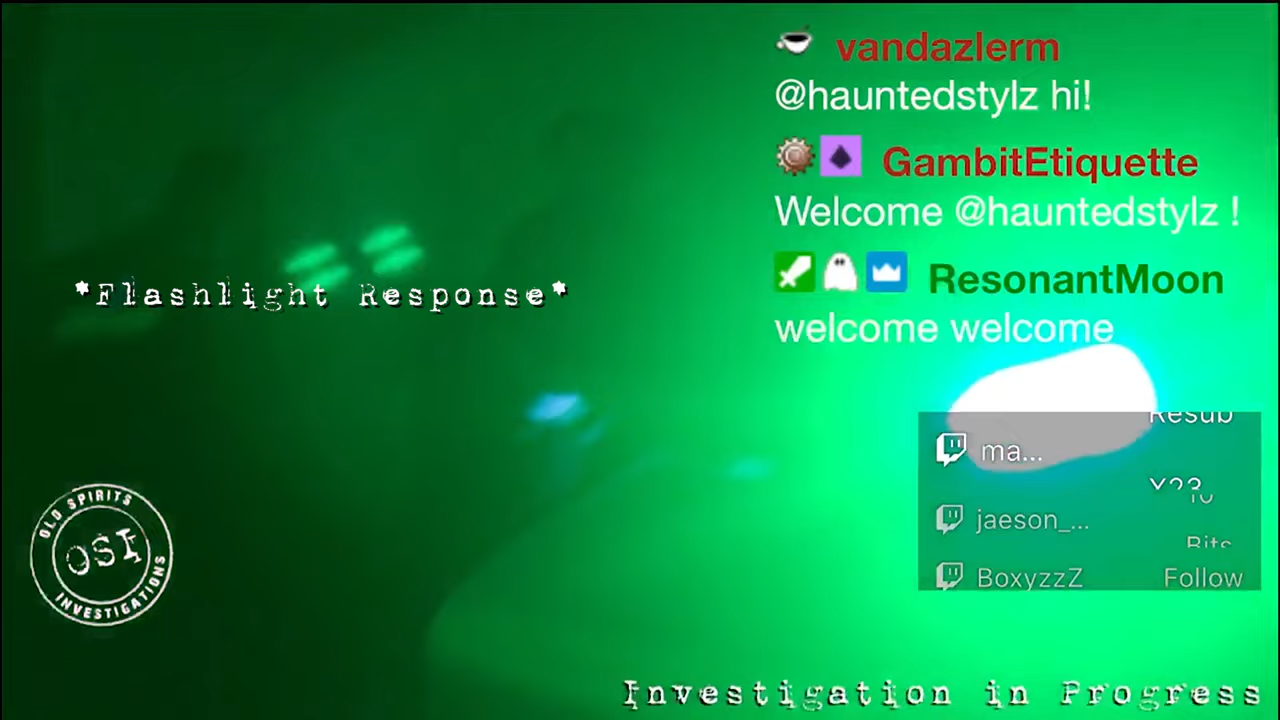 vandazlerm
@hauntedstylz hi!
GambitEtiquette
Welcome @hauntedstylz !
ResonantMoon
welcome welcome
*Flashlight Response*
Resub
ma...
jaeson_...
Bits
BoxyzzZ
Follow
OLD SPIRITS
OSI
INVESTIGATIONS
Investigation in Progress